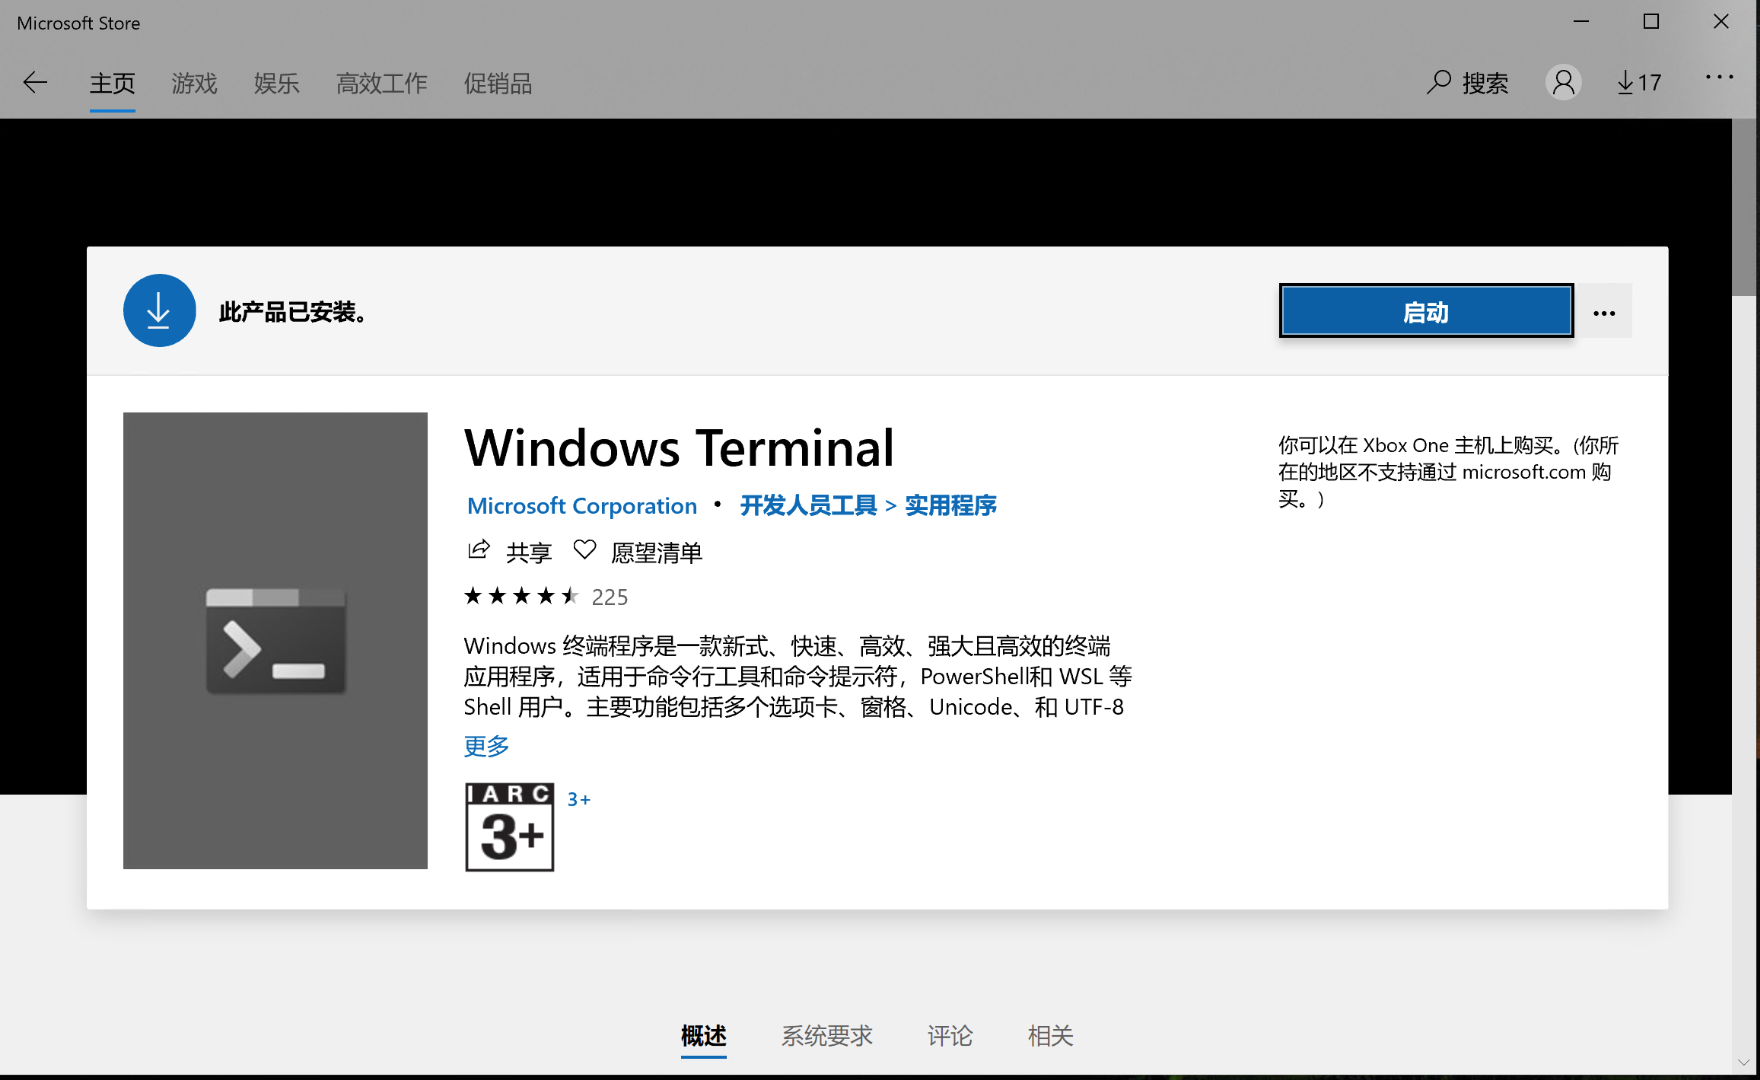 Microsoft Store
主页 游戏 娱乐 高效工作 促销品 搜索 17
此产品已安装。
启动
Windows Terminal
Microsoft Corporation • 开发人员工具 > 实用程序
共享 愿望清单
225
Windows 终端程序是一款新式、快速、高效、强大且高效的终端
应用程序，适用于命令行工具和命令提示符，PowerShell和 WSL 等
Shell 用户。主要功能包括多个选项卡、窗格、Unicode、和 UTF-8
更多
IARC
3+
3+
你可以在 Xbox One 主机上购买。(你所
在的地区不支持通过 microsoft.com 购
买。)
概述 系统要求 评论 相关